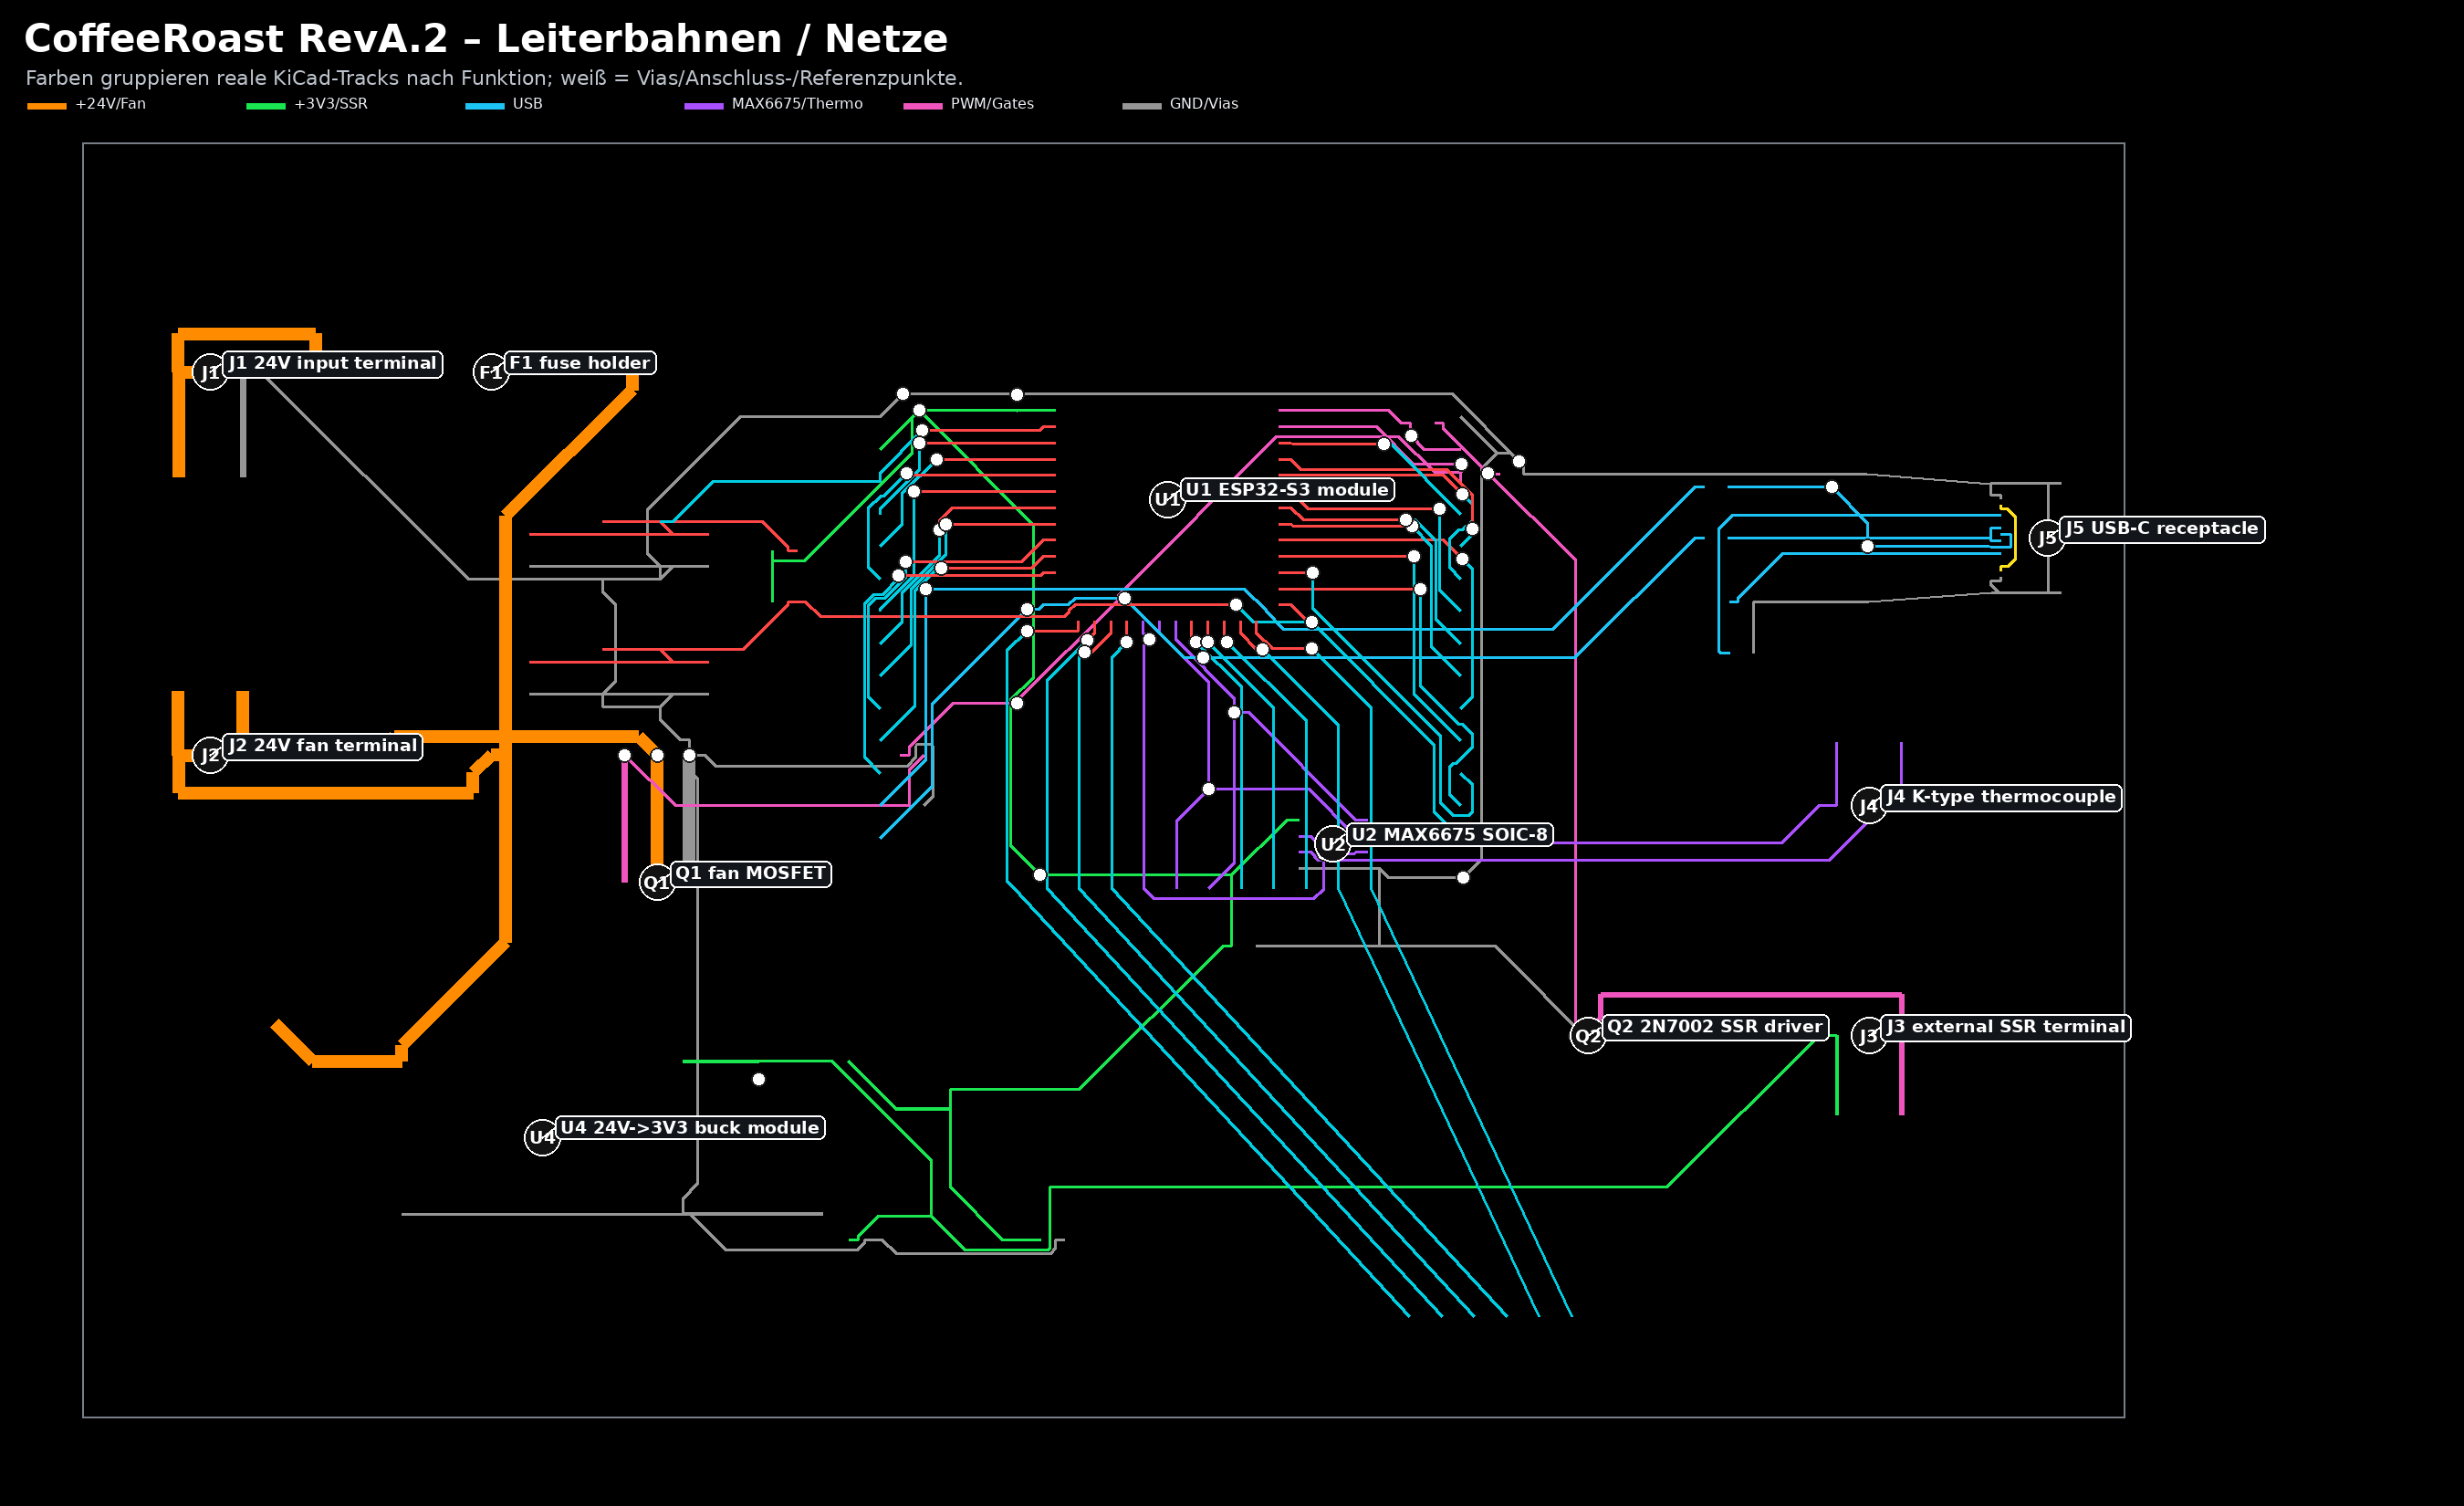 CoffeeRoast RevA.2 – Leiterbahnen / Netze
Farben gruppieren reale KiCad-Tracks nach Funktion; weiß = Vias/Anschluss-/Referenzpunkte.
+24V/Fan +3V3/SSR USB MAX6675/Thermo PWM/Gates GND/Vias
J1 J1 24V input terminal
F1 F1 fuse holder
U1 U1 ESP32-S3 module
J5 J5 USB-C receptacle
J2 J2 24V fan terminal
J4 J4 K-type thermocouple
U2 U2 MAX6675 SOIC-8
Q1 Q1 fan MOSFET
Q2 Q2 2N7002 SSR driver
J3 J3 external SSR terminal
U4 U4 24V->3V3 buck module